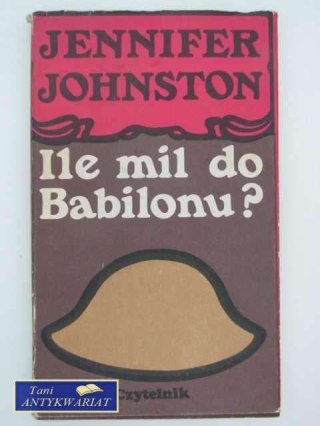 JENNIFER
JOHNSTON
Ile mil do
Babilonu?
Czytelnik
Tani
ANTYKWARIAT